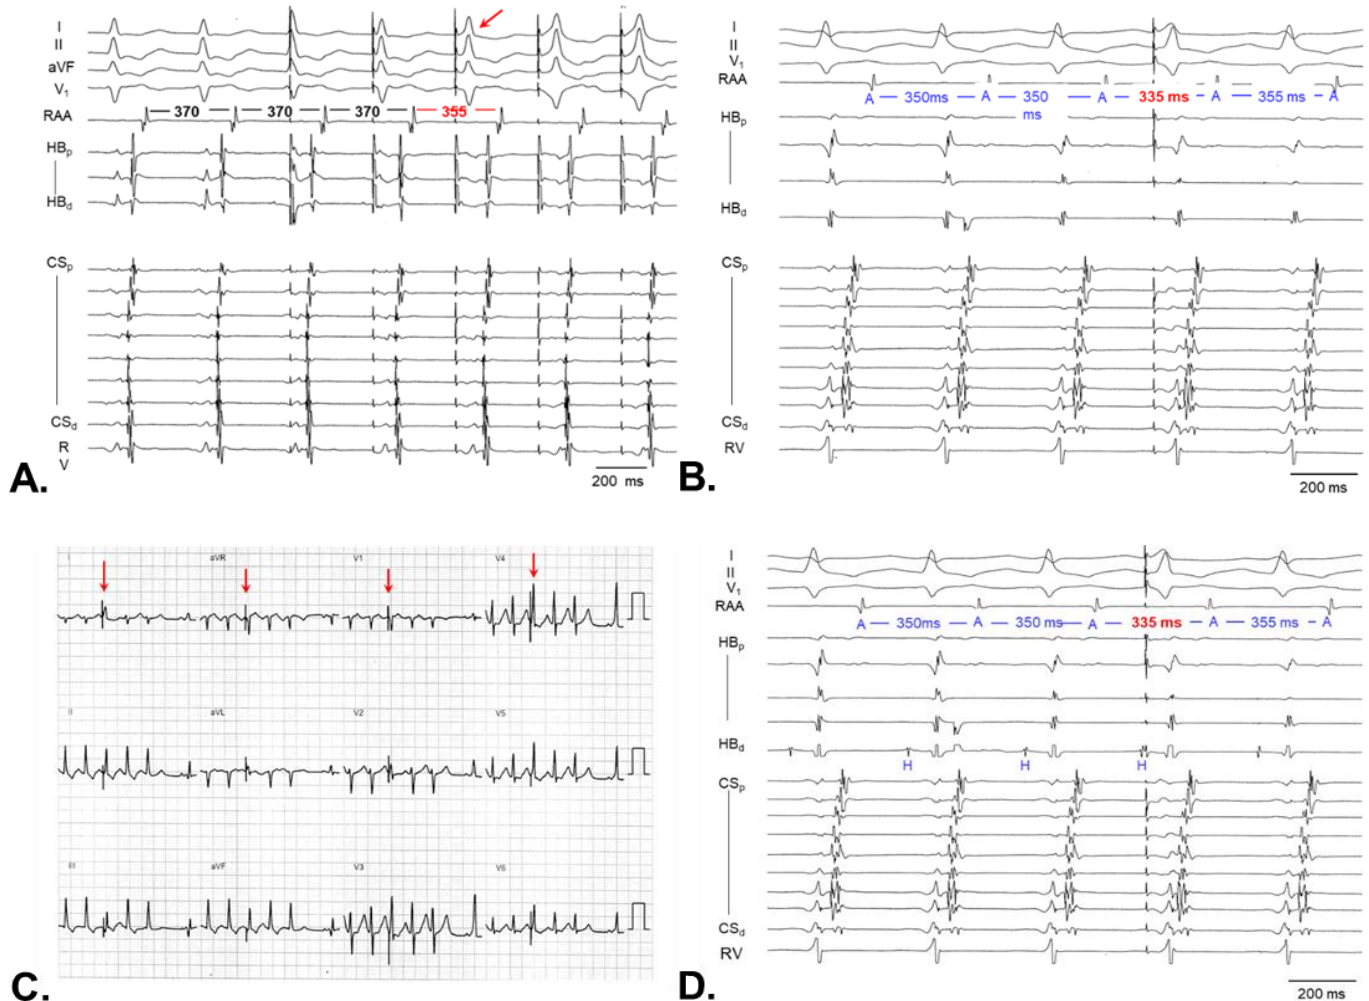 I
II
aVF
V1
RAA
370 370 370 355
HBp
HBd
CSp
CSd
R
V
200 ms
A.
I
II
V1
RAA
A 350ms A 350 A 335 ms A 355 ms A
ms
HBp
HBd
CSp
CSd
RV
200 ms
B.
I aVR V1 V4
II aVL V2 V5
III aVF V3 V6
C.
I
II
V1
RAA
A 350ms A 350 ms A 335 ms A 355 ms A
HBp
HBd
H H H
CSp
CSd
RV
200 ms
D.